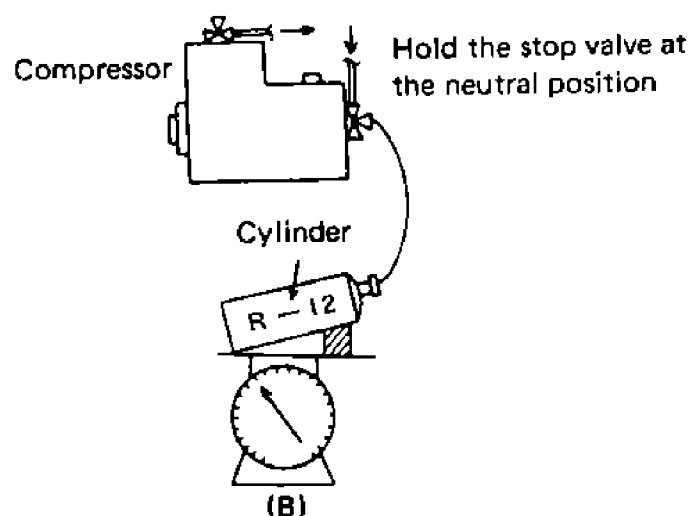 Hold the stop valve at
the neutral position
Compressor
Cylinder
R - 12
(B)